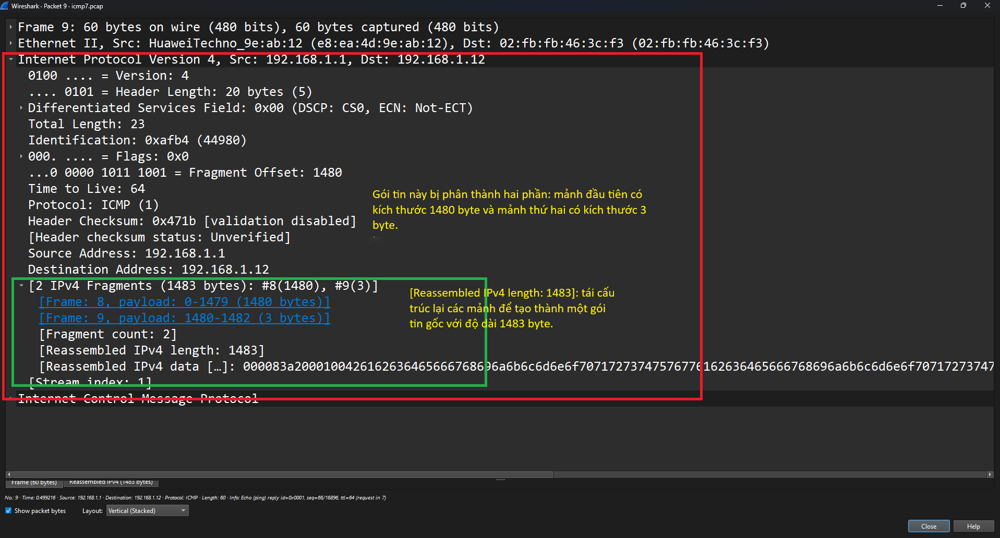 Wireshark · Packet 9 · icmp7.pcap
Frame 9: 60 bytes on wire (480 bits), 60 bytes captured (480 bits)
Ethernet II, Src: HuaweiTechno_9e:ab:12 (e8:ea:4d:9e:ab:12), Dst: 02:fb:fb:46:3c:f3 (02:fb:fb:46:3c:f3)
Internet Protocol Version 4, Src: 192.168.1.1, Dst: 192.168.1.12
0100 .... = Version: 4
.... 0101 = Header Length: 20 bytes (5)
Differentiated Services Field: 0x00 (DSCP: CS0, ECN: Not-ECT)
Total Length: 23
Identification: 0xafb4 (44980)
000. .... = Flags: 0x0
...0 0000 1011 1001 = Fragment Offset: 1480
Time to Live: 64
Protocol: ICMP (1)
Header Checksum: 0x471b [validation disabled]
[Header checksum status: Unverified]
Source Address: 192.168.1.1
Destination Address: 192.168.1.12
Gói tin này bị phân thành hai phần: mảnh đầu tiên có
kích thước 1480 byte và mảnh thứ hai có kích thước 3
byte.
[2 IPv4 Fragments (1483 bytes): #8(1480), #9(3)]
[Frame: 8, payload: 0-1479 (1480 bytes)]
[Frame: 9, payload: 1480-1482 (3 bytes)]
[Fragment count: 2]
[Reassembled IPv4 length: 1483]
[Reassembled IPv4 data […]: 000083a20001004261626364656667686696a6b6c6d6e6f70717273747576776162636465666768696a6b6c6d6e6f70717273747
[Reassembled IPv4 length: 1483]: tái cấu
trúc lại các mảnh để tạo thành một gói
tin gốc với độ dài 1483 byte.
[Stream index: 1]
Internet Control Message Protocol
Frame (60 bytes)
Reassembled IPv4 (1483 bytes)
No.: 9 · Time: 0.499216 · Source: 192.168.1.1 · Destination: 192.168.1.12 · Protocol: ICMP · Length: 60 · Info: Echo (ping) reply id=0x0001, seq=66/16896, ttl=64 (request in 7)
Show packet bytes
Layout:
Vertical (Stacked)
Close
Help